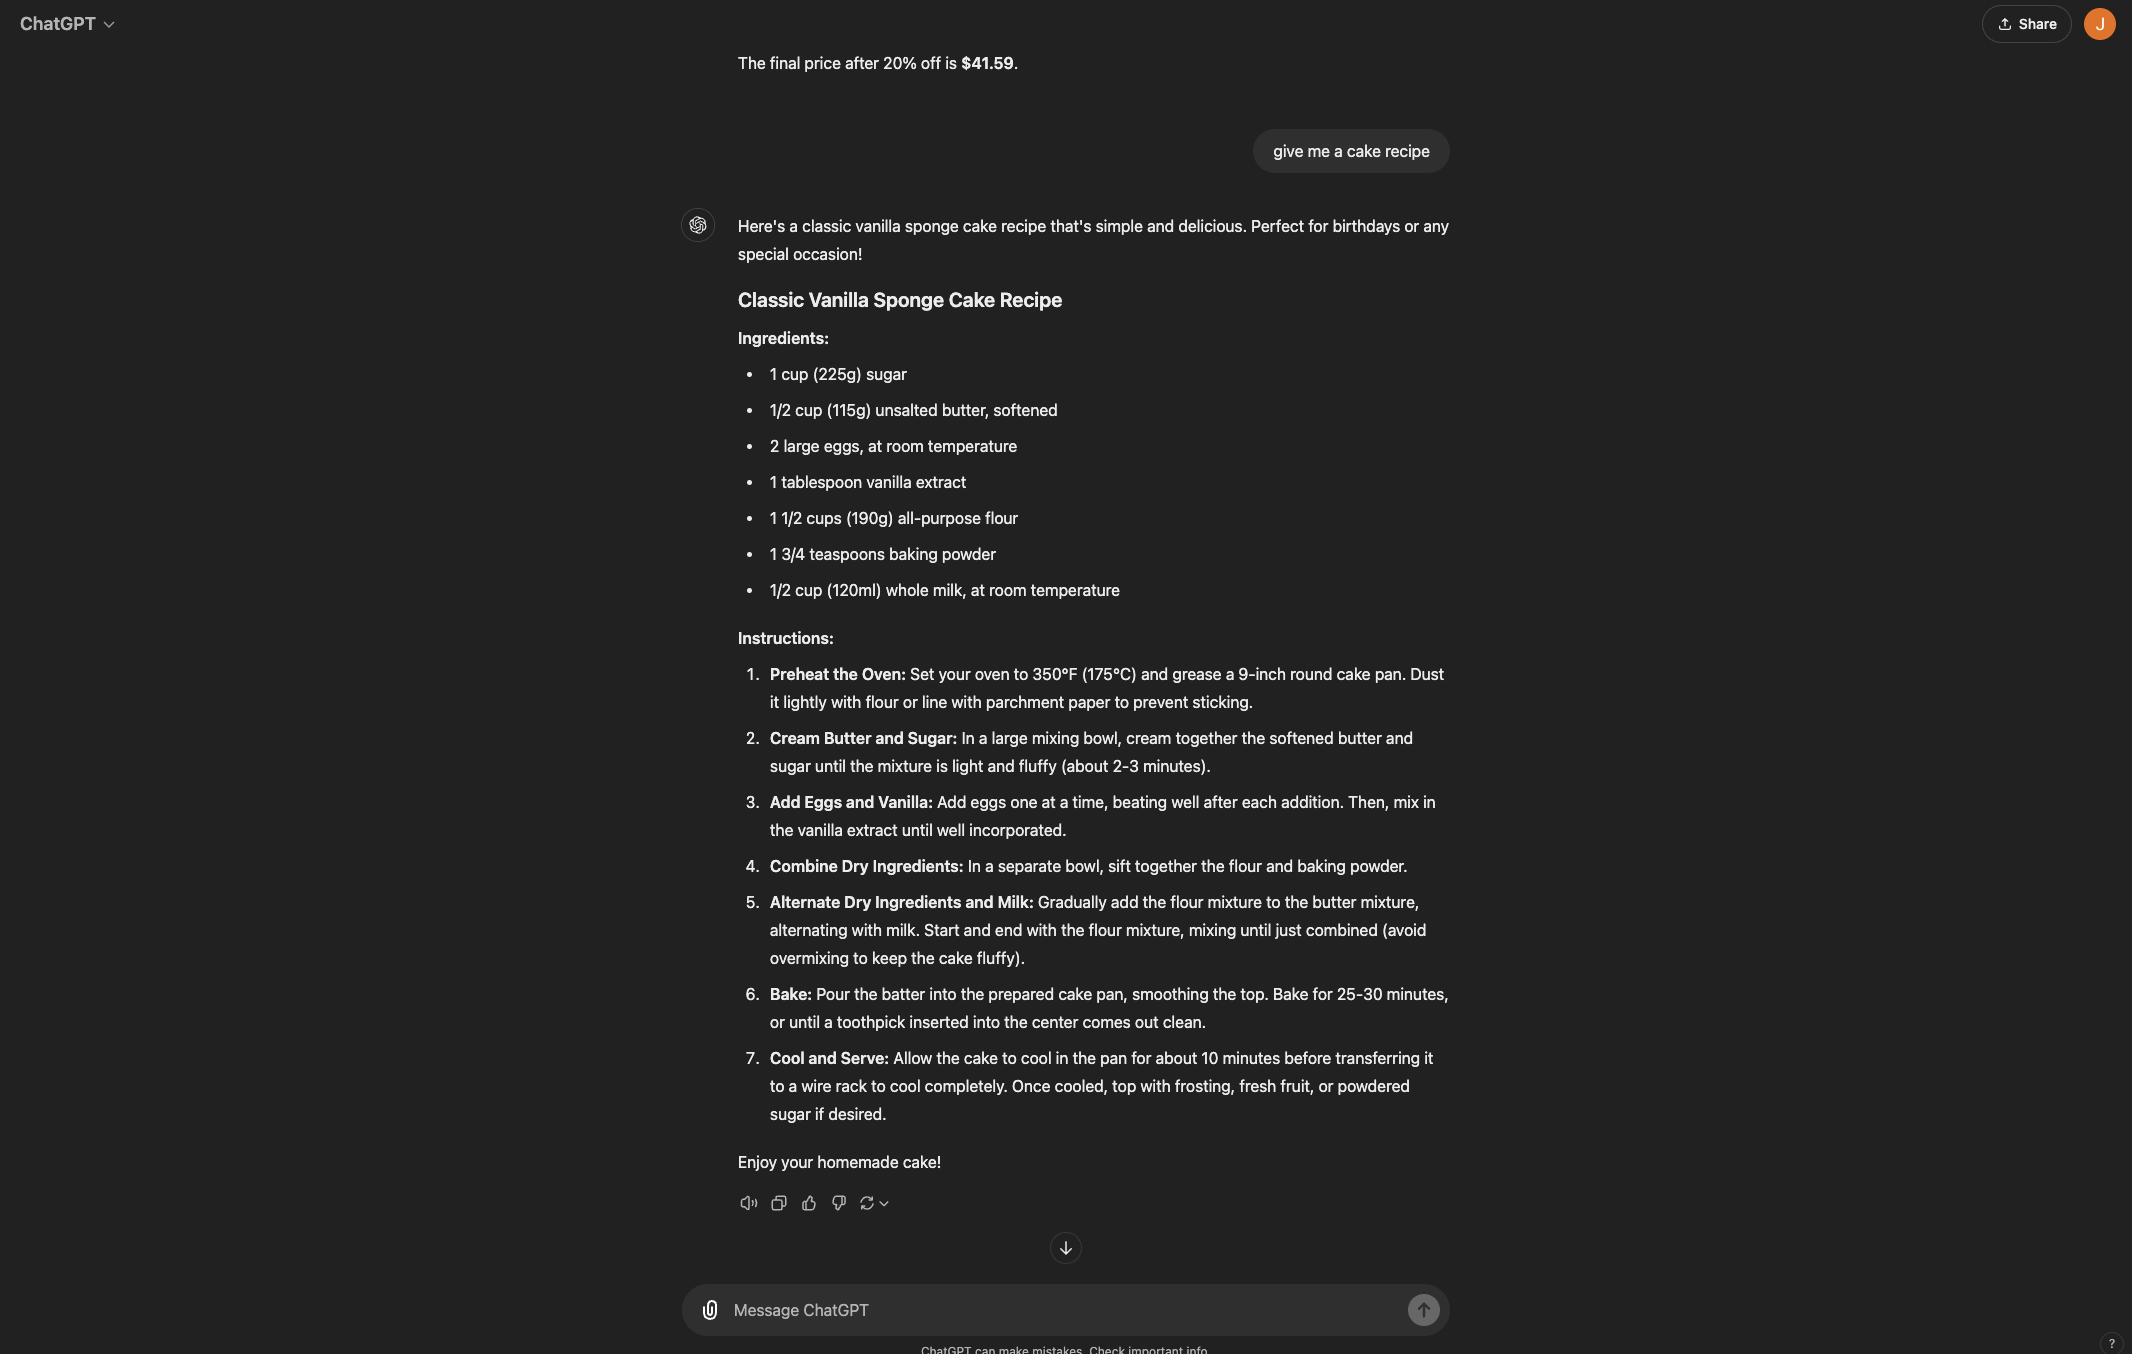 ChatGPT
Share
J
The final price after 20% off is $41.59.
give me a cake recipe
Here's a classic vanilla sponge cake recipe that's simple and delicious. Perfect for birthdays or any
special occasion!
Classic Vanilla Sponge Cake Recipe
Ingredients:
• 1 cup (225g) sugar
• 1/2 cup (115g) unsalted butter, softened
• 2 large eggs, at room temperature
• 1 tablespoon vanilla extract
• 1 1/2 cups (190g) all-purpose flour
• 1 3/4 teaspoons baking powder
• 1/2 cup (120ml) whole milk, at room temperature
Instructions:
1. Preheat the Oven: Set your oven to 350°F (175°C) and grease a 9-inch round cake pan. Dust
it lightly with flour or line with parchment paper to prevent sticking.
2. Cream Butter and Sugar: In a large mixing bowl, cream together the softened butter and
sugar until the mixture is light and fluffy (about 2-3 minutes).
3. Add Eggs and Vanilla: Add eggs one at a time, beating well after each addition. Then, mix in
the vanilla extract until well incorporated.
4. Combine Dry Ingredients: In a separate bowl, sift together the flour and baking powder.
5. Alternate Dry Ingredients and Milk: Gradually add the flour mixture to the butter mixture,
alternating with milk. Start and end with the flour mixture, mixing until just combined (avoid
overmixing to keep the cake fluffy).
6. Bake: Pour the batter into the prepared cake pan, smoothing the top. Bake for 25-30 minutes,
or until a toothpick inserted into the center comes out clean.
7. Cool and Serve: Allow the cake to cool in the pan for about 10 minutes before transferring it
to a wire rack to cool completely. Once cooled, top with frosting, fresh fruit, or powdered
sugar if desired.
Enjoy your homemade cake!
Message ChatGPT
ChatGPT can make mistakes. Check important info.
?